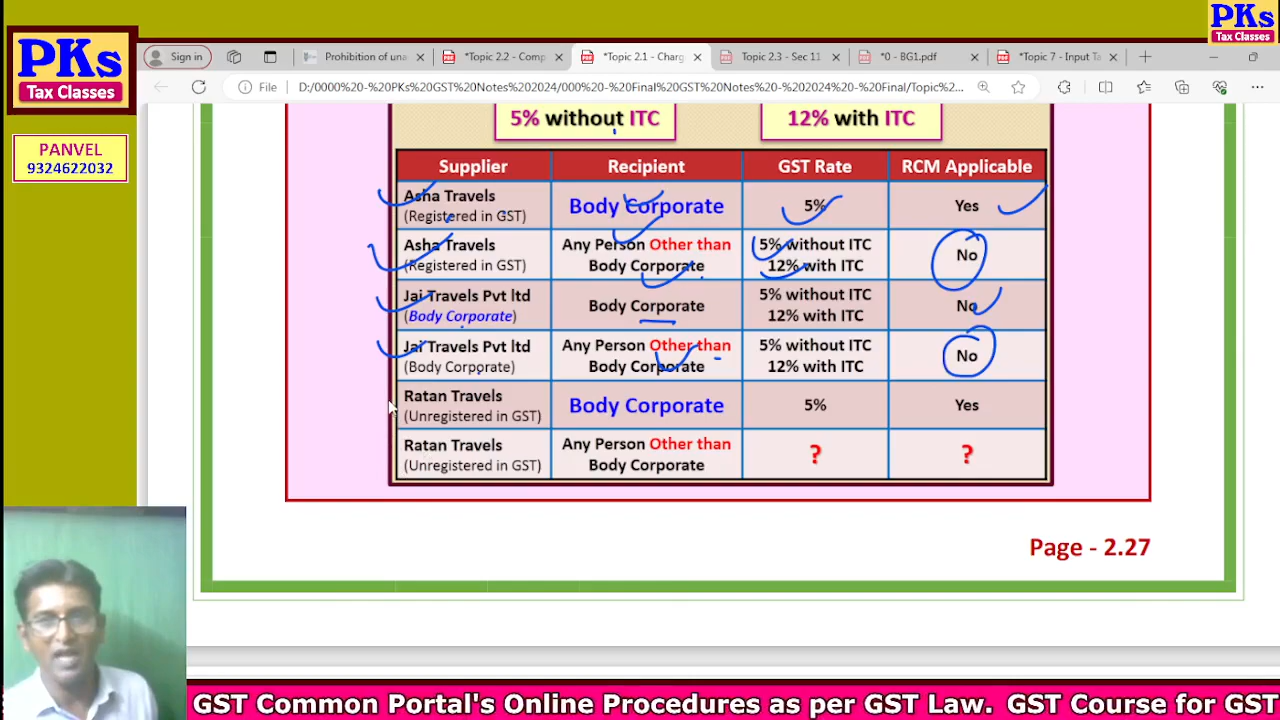 PKs
Tax Classes
PANVEL
9324622032
PKs
Tax Classes
Sign in
Prohibition of una
*Topic 2.2 - Comp
*Topic 2.1 - Charg
Topic 2.3 - Sec 11
*0 - BG1.pdf
*Topic 7 - Input Ta
File
D:/0000%20-%20PKs%20GST%20Notes%202024/000%20-%20Final%20GST%20Notes%20...%202024%20-%20Final/Topic%2...
5% without ITC
12% with ITC
Supplier Recipient GST Rate RCM Applicable
Asha Travels
(Registered in GST)
Body Corporate
5%
Yes
Asha Travels
(Registered in GST)
Any Person Other than
Body Corporate
5% without ITC
12% with ITC
No
Jai Travels Pvt ltd
(Body Corporate)
Body Corporate
5% without ITC
12% with ITC
No
Jai Travels Pvt ltd
(Body Corporate)
Any Person Other than
Body Corporate
5% without ITC
12% with ITC
No
Ratan Travels
(Unregistered in GST)
Body Corporate
5%
Yes
Ratan Travels
(Unregistered in GST)
Any Person Other than
Body Corporate
?
?
Page - 2.27
GST Common Portal's Online Procedures as per GST Law. GST Course for GST